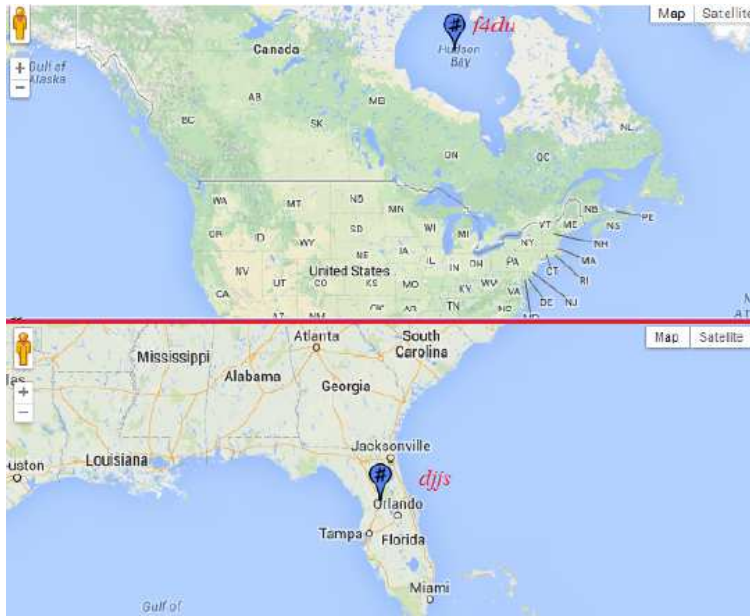 Map Satellite
# f4du
Hudson
Bay
Canada
Gulf of
Alaska
+
−
AB
MB
BC
SK
NL
ON
QC
WA
MT
ND
MN
NB
PE
VT
ME
NS
OR
ID
SD
WI
MI
NY
NH
WY
IA
MA
NE
IL
IN
OH
PA
CT
RI
NV
UT
CO
United States
KS
MO
KY
WV
VA
DE
NJ
CA
TN
Map Satellite
Atlanta
South
Carolina
Mississippi
Alabama
Georgia
+
−
Jacksonville
Louisiana
uston
# djjs
Orlando
Tampa
Florida
Miami
Gulf of